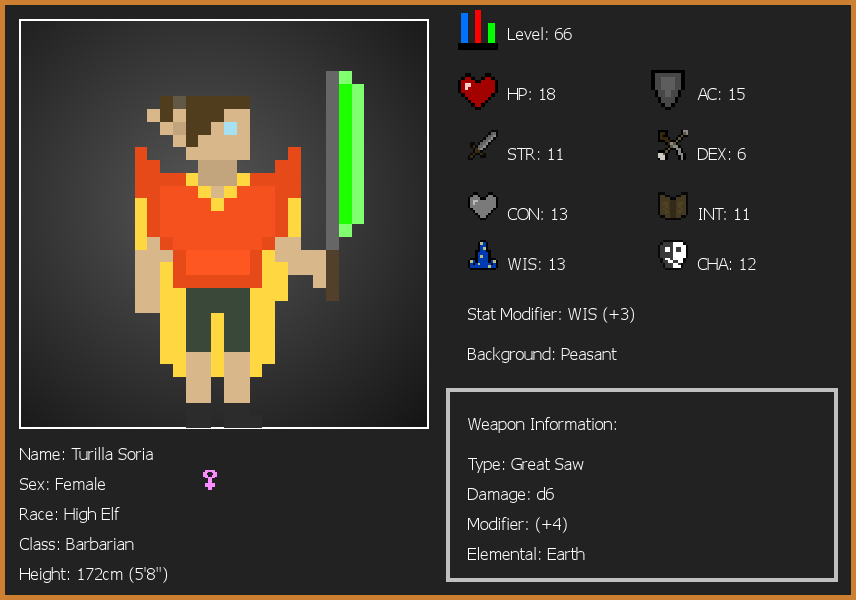 Level: 66
HP: 18
AC: 15
STR: 11
DEX: 6
CON: 13
INT: 11
WIS: 13
CHA: 12
Stat Modifier: WIS (+3)
Background: Peasant
Weapon Information:
Type: Great Saw
Damage: d6
Modifier: (+4)
Elemental: Earth
Name: Turilla Soria
Sex: Female
Race: High Elf
Class: Barbarian
Height: 172cm (5'8")